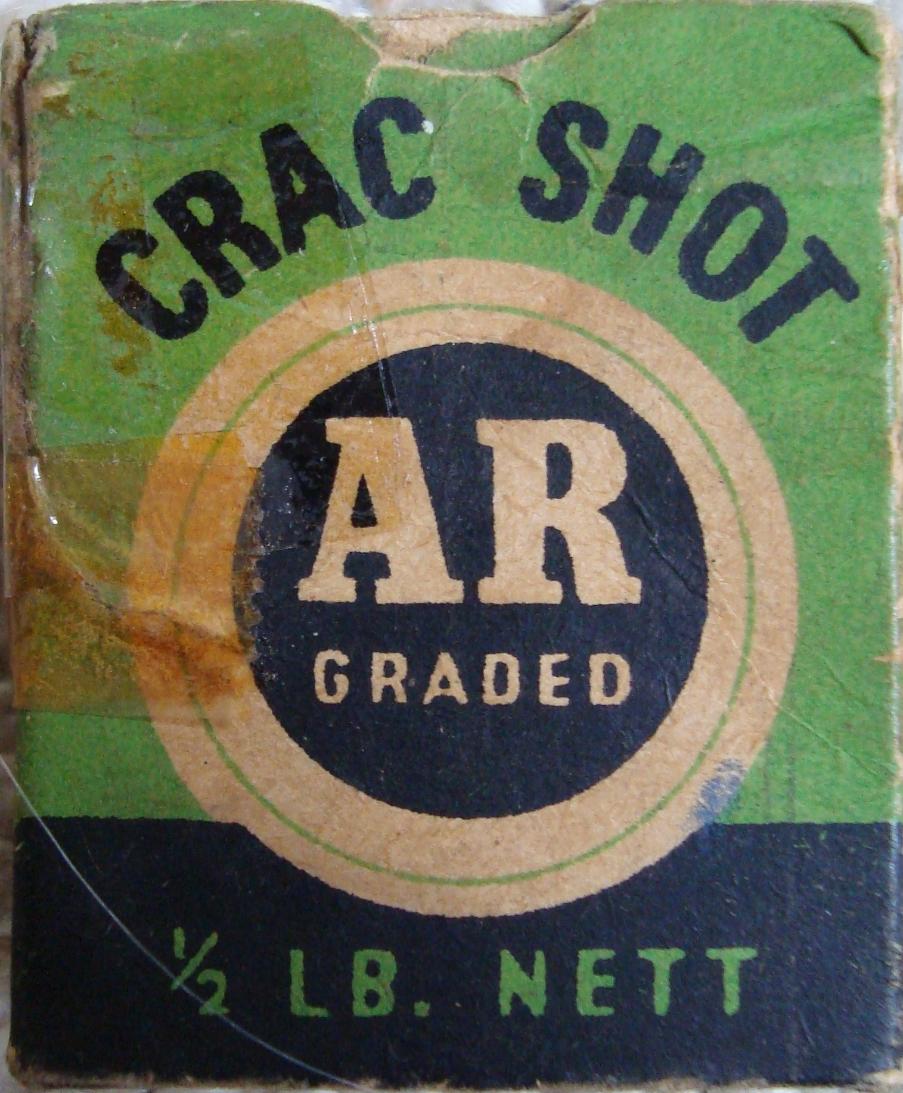 CRAC SHOT
AR
GRADED
½ LB. NETT